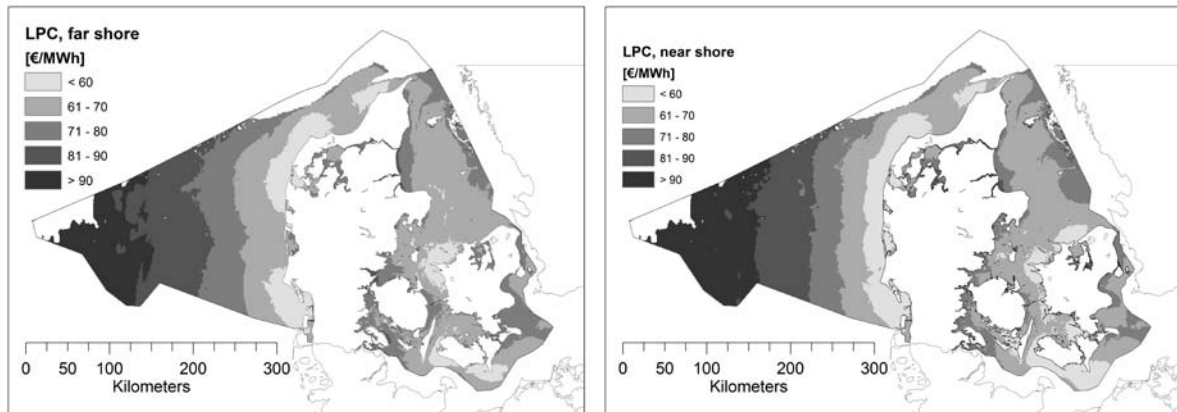 LPC, far shore
[€/MWh]
< 60
61 - 70
71 - 80
81 - 90
> 90
0 50 100 200 300
Kilometers
LPC, near shore
[€/MWh]
< 60
61 - 70
71 - 80
81 - 90
> 90
0 50 100 200 300
Kilometers